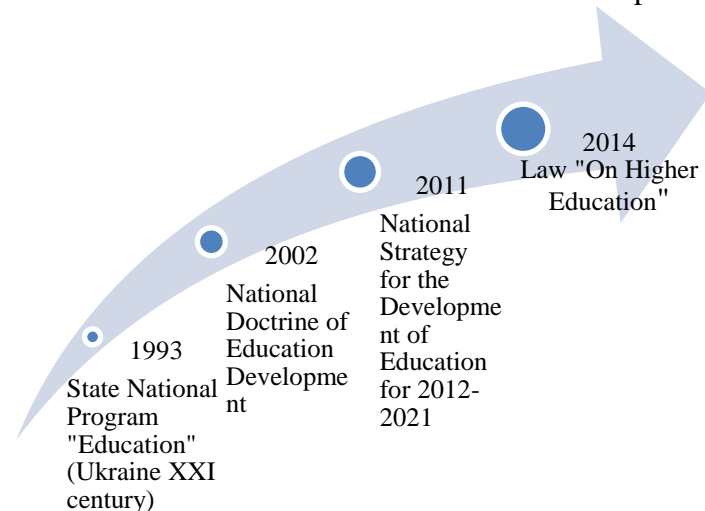 1993
State National
Program
"Education"
(Ukraine XXI
century)
2002
National
Doctrine of
Education
Developme
nt
2011
National
Strategy
for the
Developme
nt of
Education
for 2012-
2021
2014
Law "On Higher
Education"